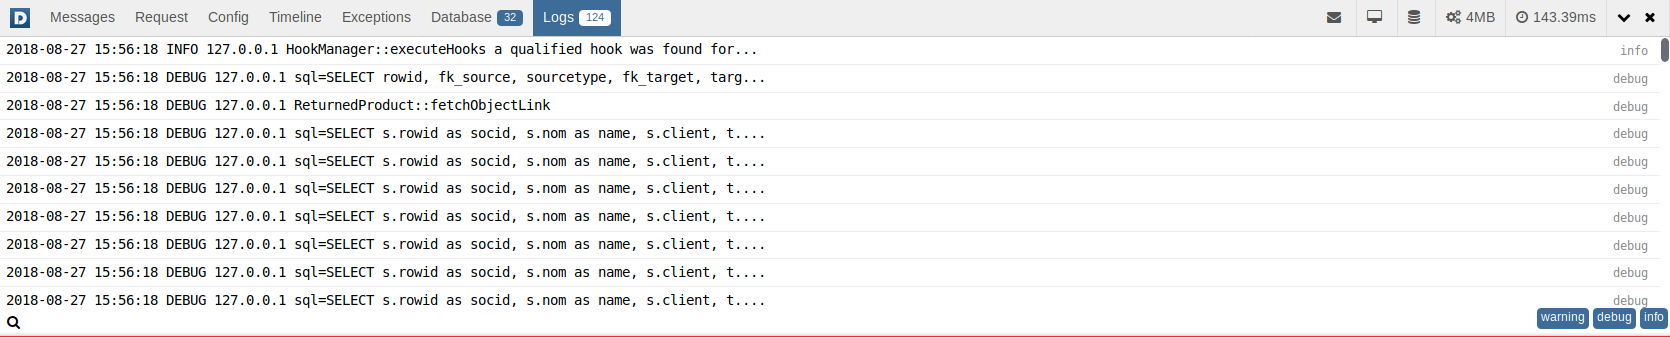 D Messages Request Config Timeline Exceptions Database 32 Logs 124 4MB 143.39ms
2018-08-27 15:56:18 INFO 127.0.0.1 HookManager::executeHooks a qualified hook was found for... info
2018-08-27 15:56:18 DEBUG 127.0.0.1 sql=SELECT rowid, fk_source, sourcetype, fk_target, targ... debug
2018-08-27 15:56:18 DEBUG 127.0.0.1 ReturnedProduct::fetchObjectLink debug
2018-08-27 15:56:18 DEBUG 127.0.0.1 sql=SELECT s.rowid as socid, s.nom as name, s.client, t.... debug
2018-08-27 15:56:18 DEBUG 127.0.0.1 sql=SELECT s.rowid as socid, s.nom as name, s.client, t.... debug
2018-08-27 15:56:18 DEBUG 127.0.0.1 sql=SELECT s.rowid as socid, s.nom as name, s.client, t.... debug
2018-08-27 15:56:18 DEBUG 127.0.0.1 sql=SELECT s.rowid as socid, s.nom as name, s.client, t.... debug
2018-08-27 15:56:18 DEBUG 127.0.0.1 sql=SELECT s.rowid as socid, s.nom as name, s.client, t.... debug
2018-08-27 15:56:18 DEBUG 127.0.0.1 sql=SELECT s.rowid as socid, s.nom as name, s.client, t.... debug
2018-08-27 15:56:18 DEBUG 127.0.0.1 sql=SELECT s.rowid as socid, s.nom as name, s.client, t.... debug
warning debug info